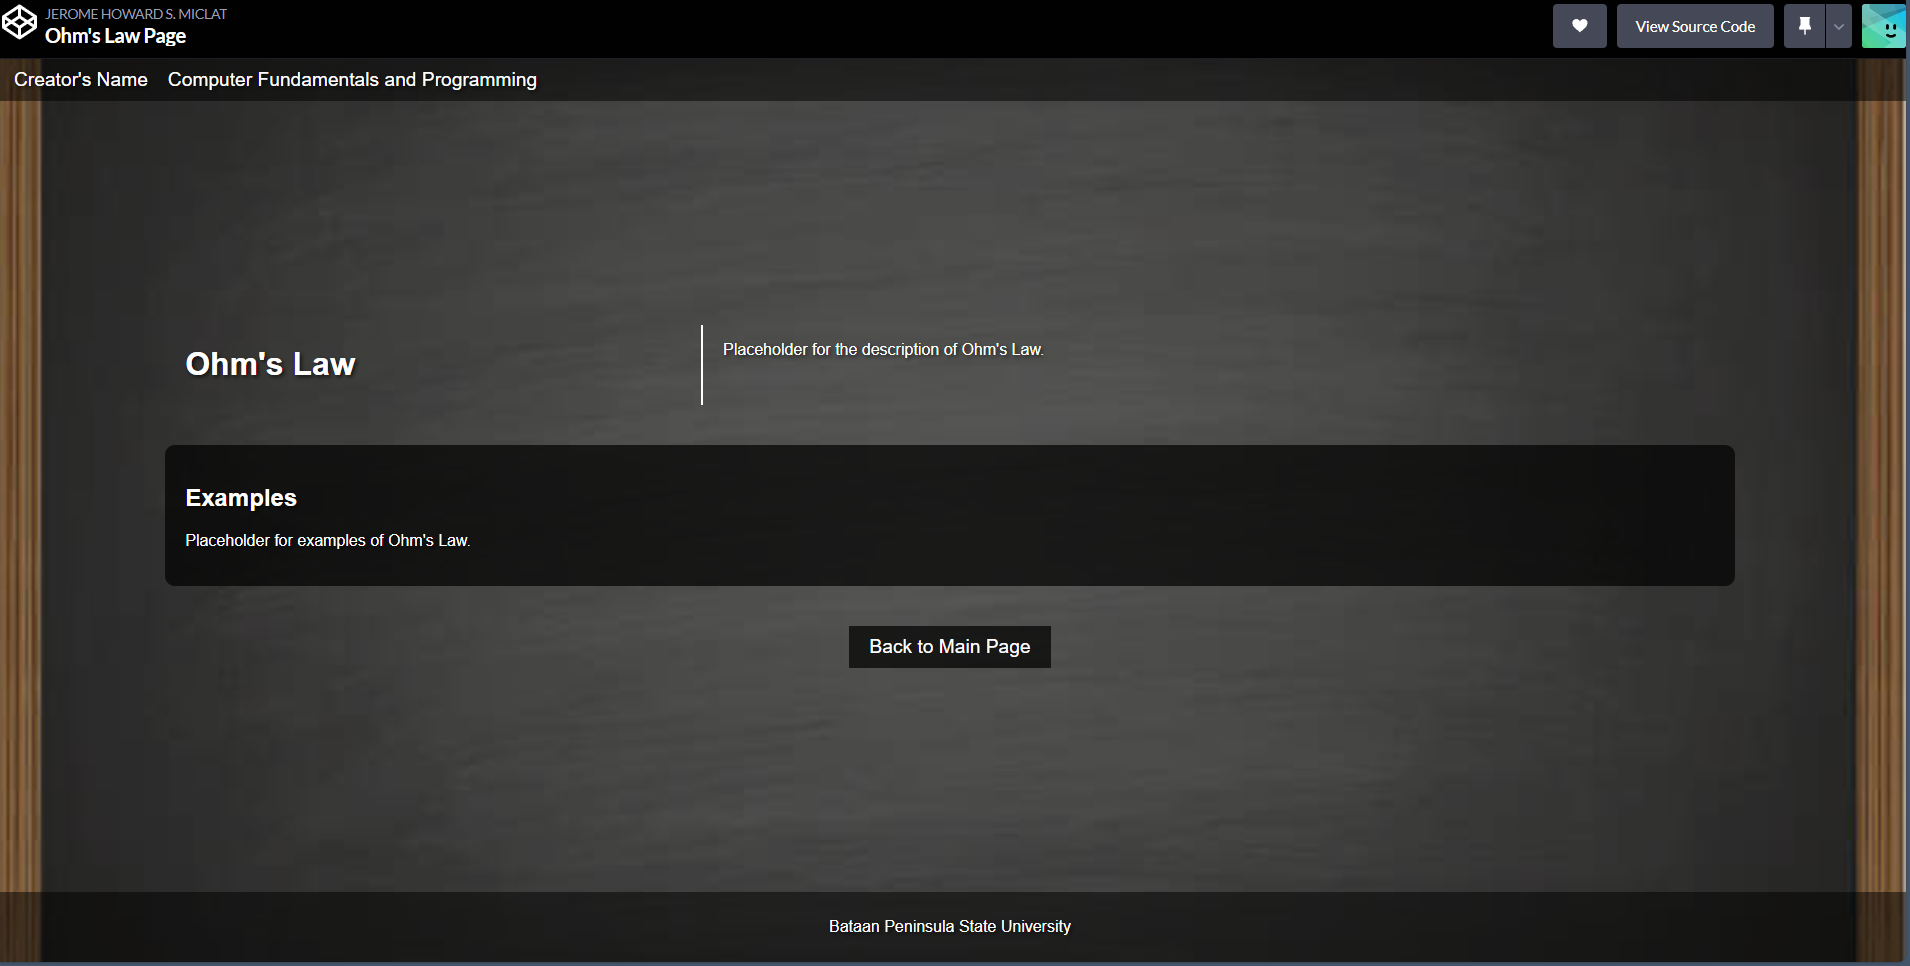 JEROME HOWARD S. MICLAT
Ohm's Law Page
View Source Code
Creator's Name Computer Fundamentals and Programming
Ohm's Law
Placeholder for the description of Ohm's Law.
Examples
Placeholder for examples of Ohm's Law.
Back to Main Page
Bataan Peninsula State University